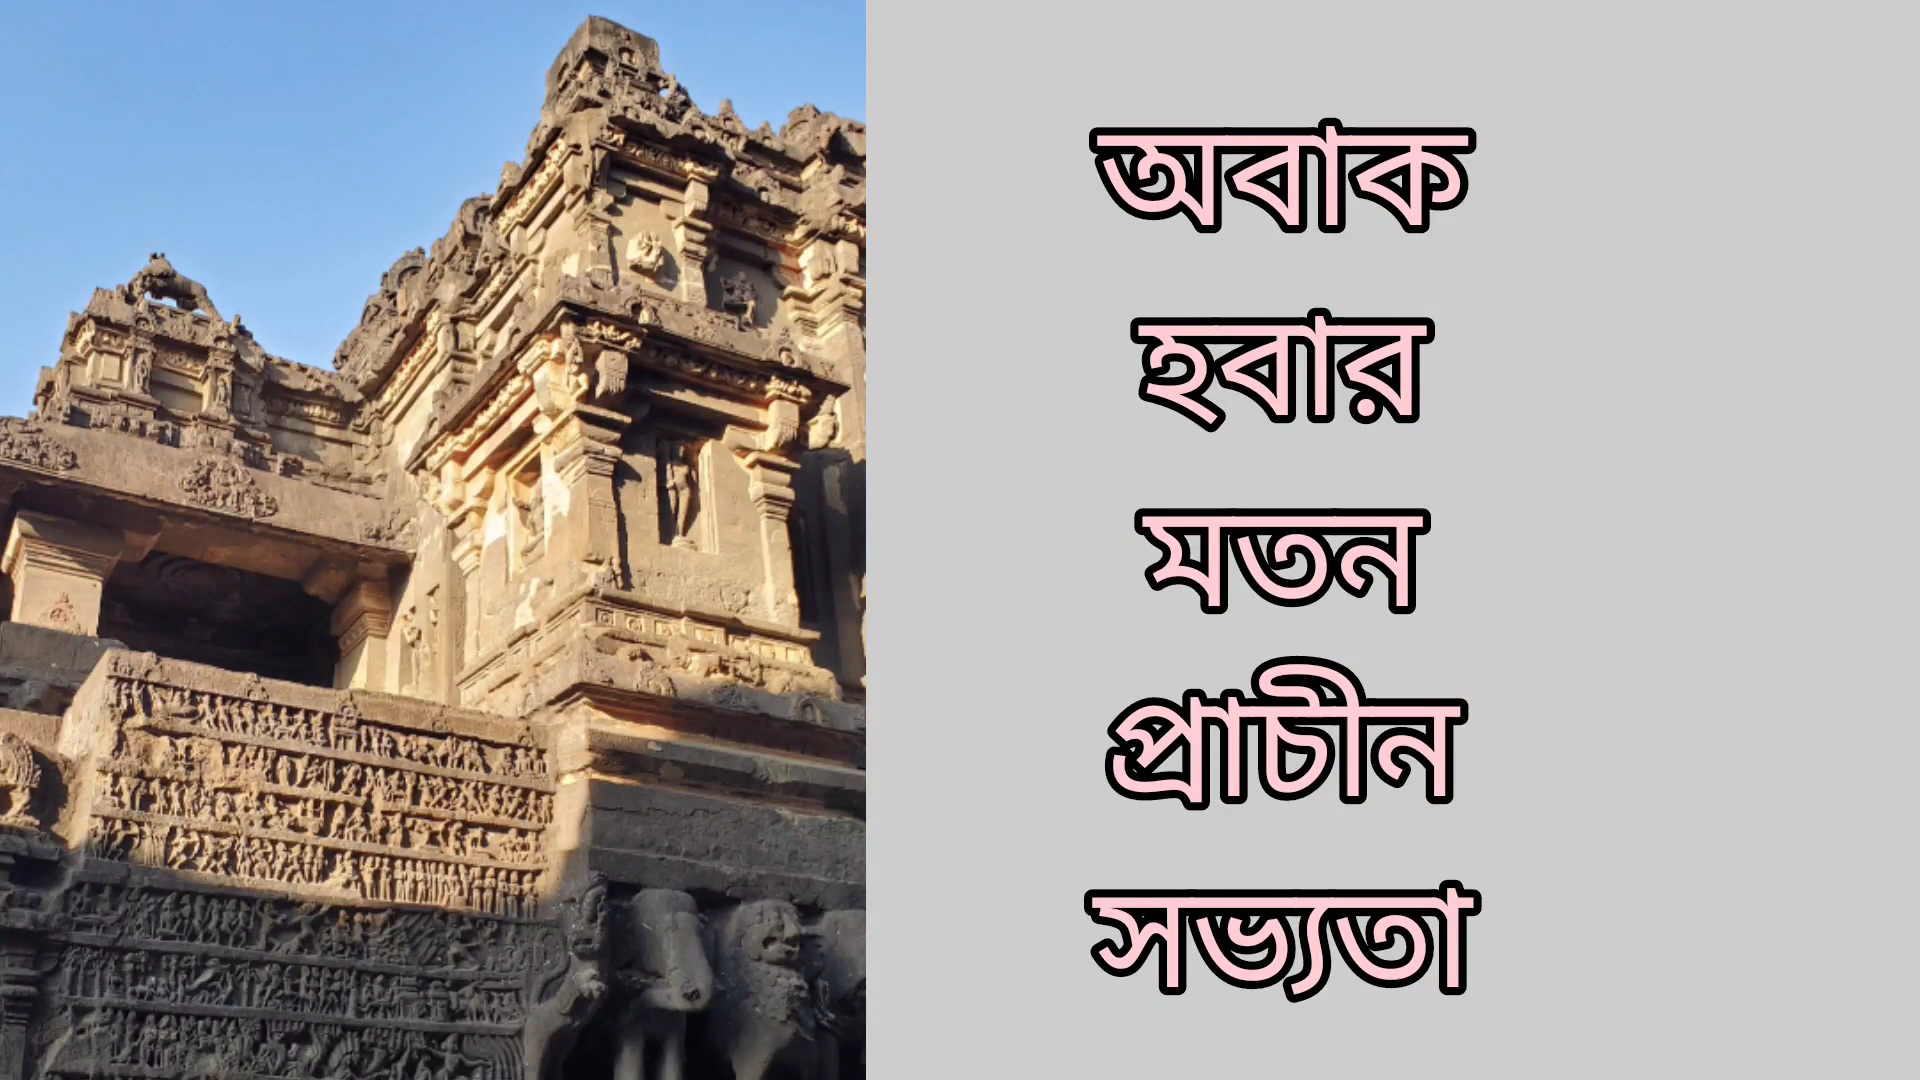 অবাক
হবার
মতন
প্রাচীন
সভ্যতা